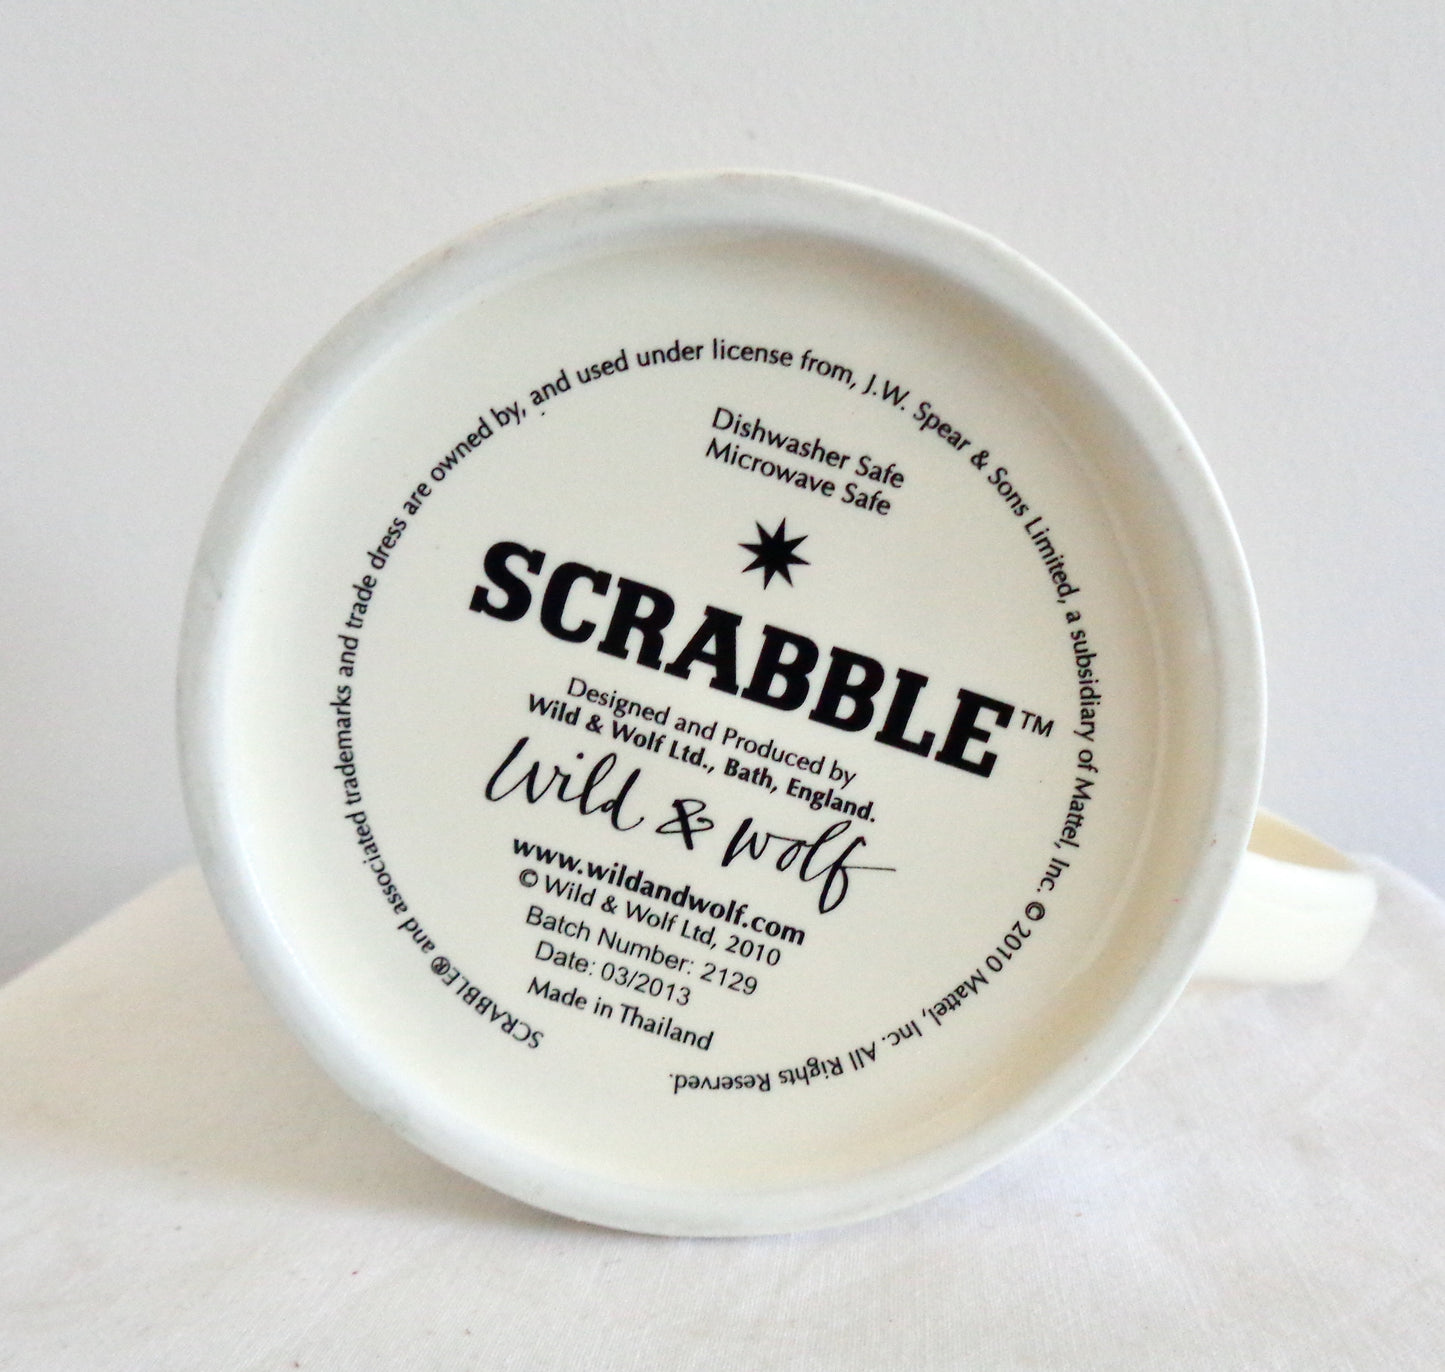 SCRABBLE® and associated trademarks and trade dress are owned by, and used under license from, J.W. Spear & Sons Limited, a subsidiary of Mattel, Inc. © 2010 Mattel, Inc. All Rights Reserved.
Dishwasher Safe
Microwave Safe
SCRABBLE™
Designed and Produced by
Wild & Wolf Ltd., Bath, England.
Wild & Wolf
www.wildandwolf.com
© Wild & Wolf Ltd, 2010
Batch Number: 2129
Date: 03/2013
Made in Thailand